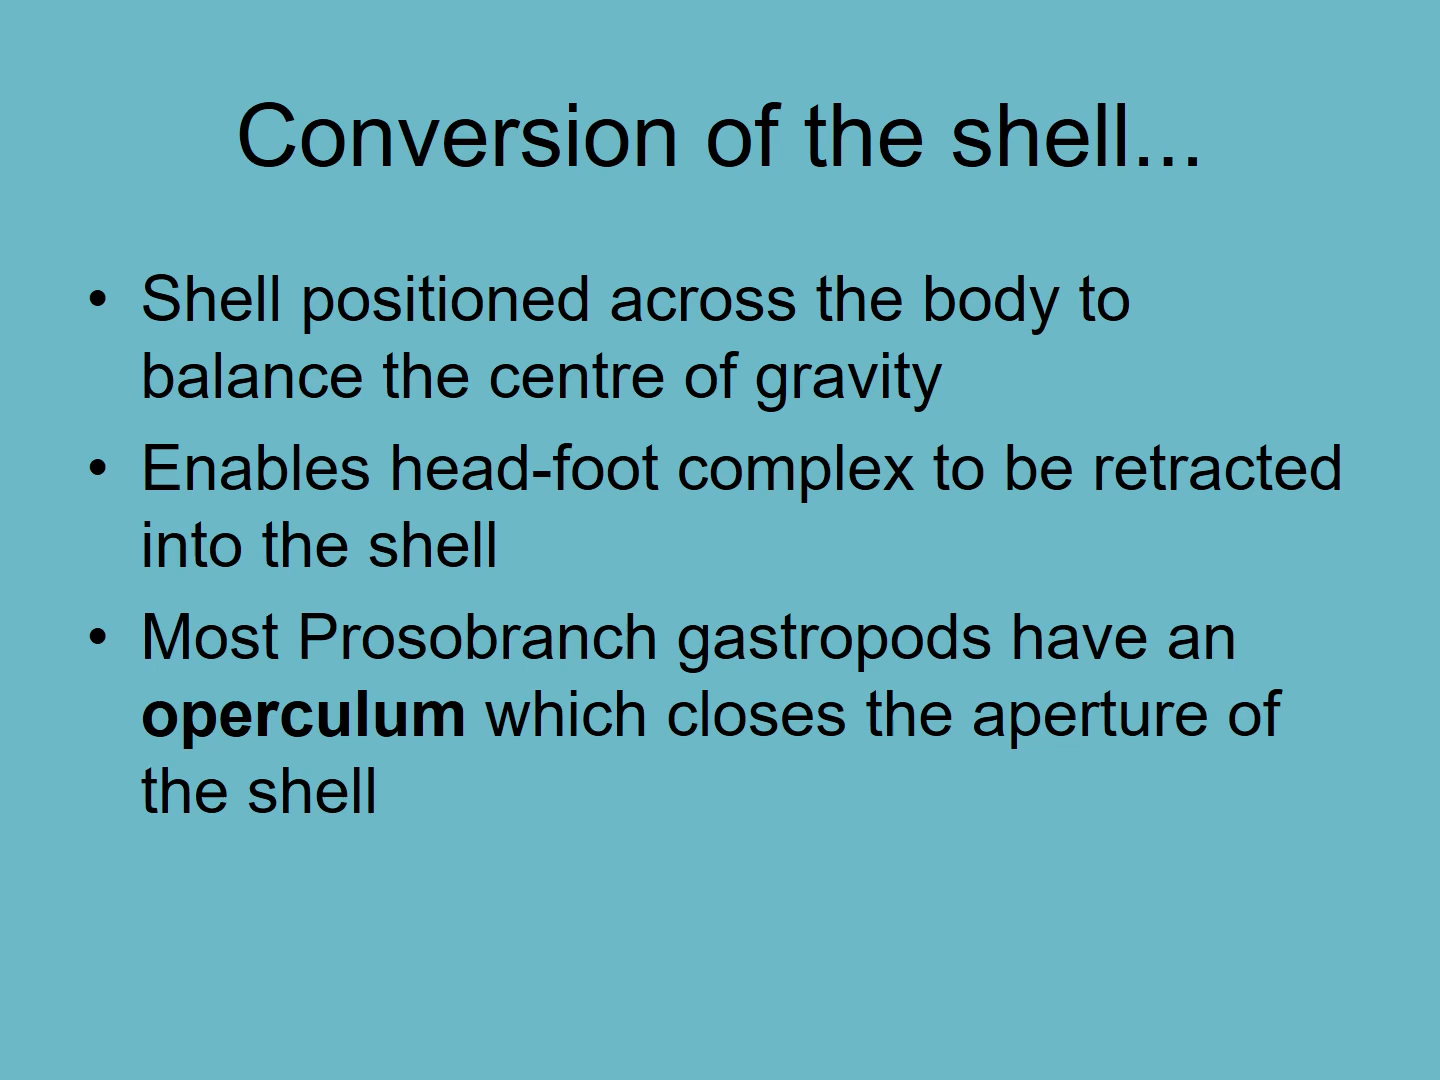 Conversion of the shell...
• Shell positioned across the body to
balance the centre of gravity
• Enables head-foot complex to be retracted
into the shell
• Most Prosobranch gastropods have an
operculum which closes the aperture of
the shell